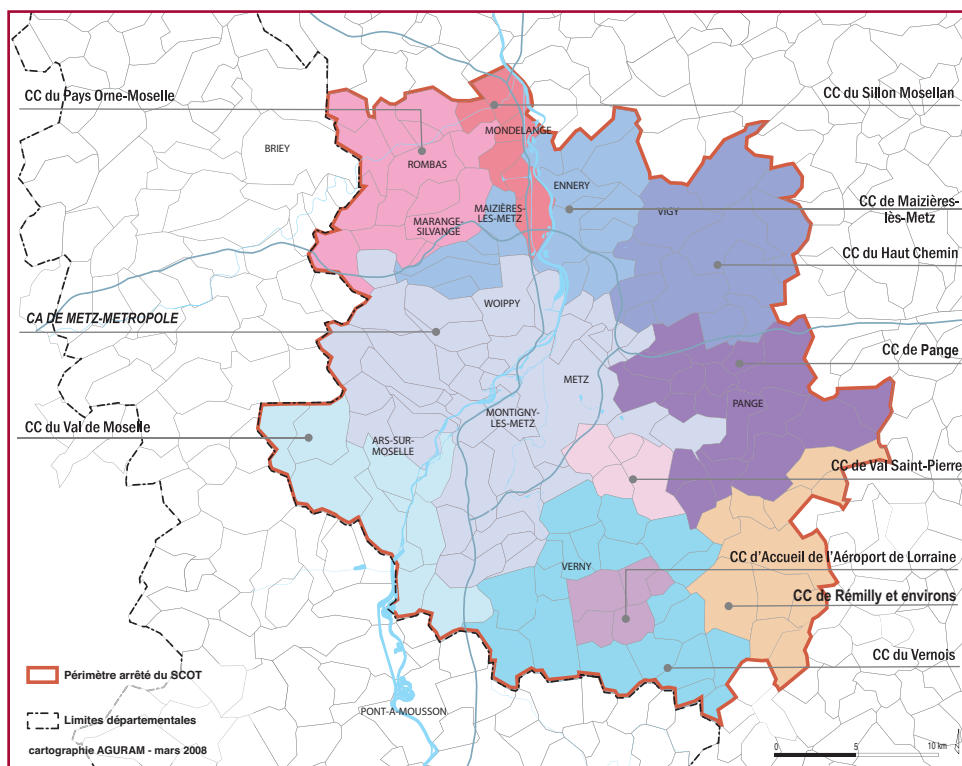 CC du Pays Orne-Moselle
CC du Sillon Mosellan
MONDELANGE
BRIEY
ROMBAS
ENNERY
CC de Maizières-
lès-Metz
MAIZIÈRES-
LES-METZ
VIGY
MARANGE-
SILVANGE
CC du Haut Chemin
WOIPPY
CA DE METZ-METROPOLE
CC de Pange
METZ
PANGE
MONTIGNY-
LES-METZ
CC du Val de Moselle
ARS-SUR-
MOSELLE
CC de Val Saint-Pierre
CC d'Accueil de l'Aéroport de Lorraine
VERNY
CC de Rémilly et environs
CC du Vernois
Périmètre arrêté du SCOT
PONT-A-MOUSSON
Limites départementales
cartographie AGURAM - mars 2008
0 5 10 km